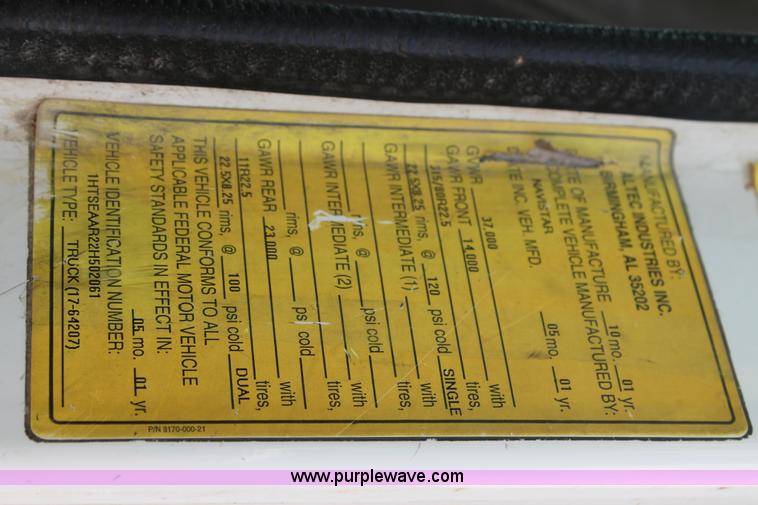 MANUFACTURED BY:
ALTEC INDUSTRIES INC.
BIRMINGHAM, AL 35202
TE OF MANUFACTURE 10 mo. 01 yr.
COMPLETE VEHICLE MANUFACTURED BY:
NAVISTAR
TE INC. VEH. MFD. 05 mo. 01 yr.
GVWR 37,000
GAWR FRONT 14,000 with
315/80R22.5 tires,
22.5X8.25 rims, @ 120 psi cold SINGLE
GAWR INTERMEDIATE (1) with
tires,
rims, @ psi cold
GAWR INTERMEDIATE (2) with
tires,
rims, @ psi cold
GAWR REAR 23,000 with
11R22.5 tires,
22.5X8.25 rims, @ 100 psi cold DUAL
THIS VEHICLE CONFORMS TO ALL
APPLICABLE FEDERAL MOTOR VEHICLE
SAFETY STANDARDS IN EFFECT IN:
05 mo. 01 yr.
VEHICLE IDENTIFICATION NUMBER:
1HTSEAAR22H502061
VEHICLE TYPE: TRUCK (17-64207)
P/N 8170-000-21
www.purplewave.com